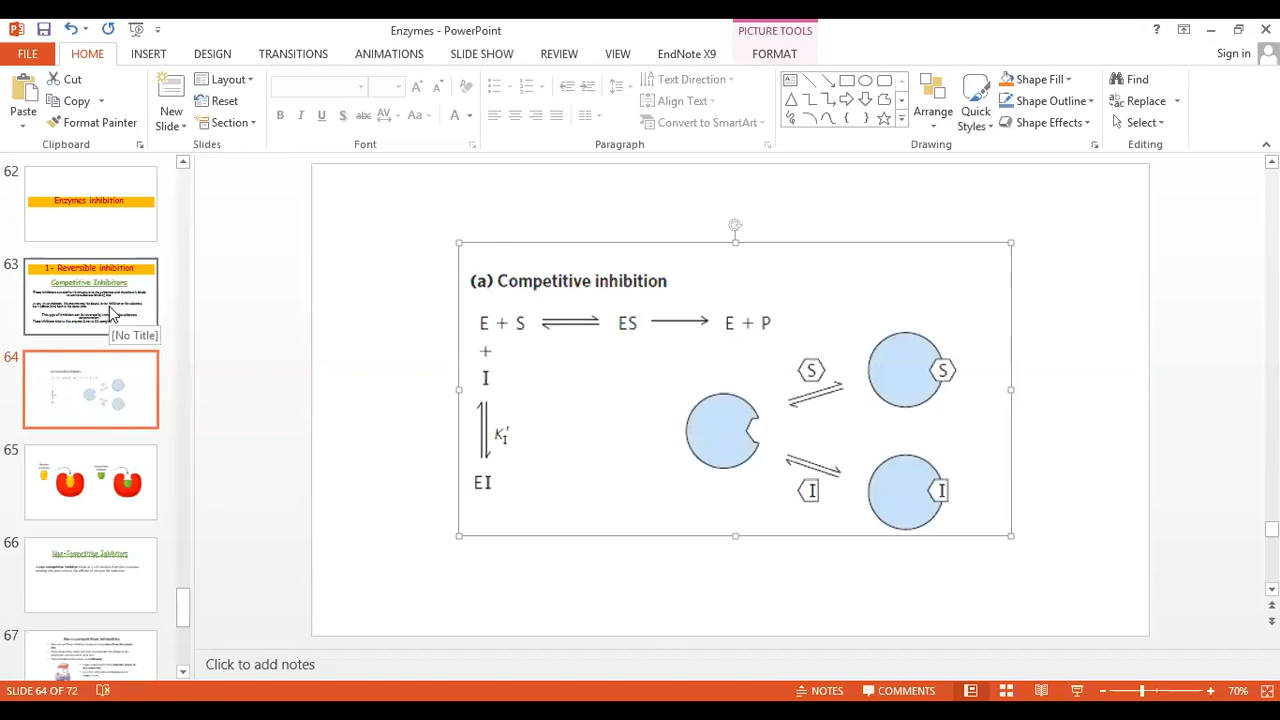 Enzymes - PowerPoint
PICTURE TOOLS
?
FILE
HOME
INSERT
DESIGN
TRANSITIONS
ANIMATIONS
SLIDE SHOW
REVIEW
VIEW
EndNote X9
FORMAT
Sign in
Paste
Cut
Copy
Format Painter
Clipboard
New
Slide
Layout
Reset
Section
Slides
B I U S abc AV Aa A
Font
Text Direction
Align Text
Convert to SmartArt
Paragraph
Arrange
Quick
Styles
Shape Fill
Shape Outline
Shape Effects
Drawing
Find
Replace
Select
Editing
62
Enzymes inhibition
63
1- Reversible inhibition
Competitive Inhibitors
[No Title]
64
65
66
Non-Competitive Inhibitors
67
(a) Competitive inhibition
E + S ES E + P
+
I
K'I
EI
S
S
I
I
Click to add notes
SLIDE 64 OF 72
NOTES
COMMENTS
70%